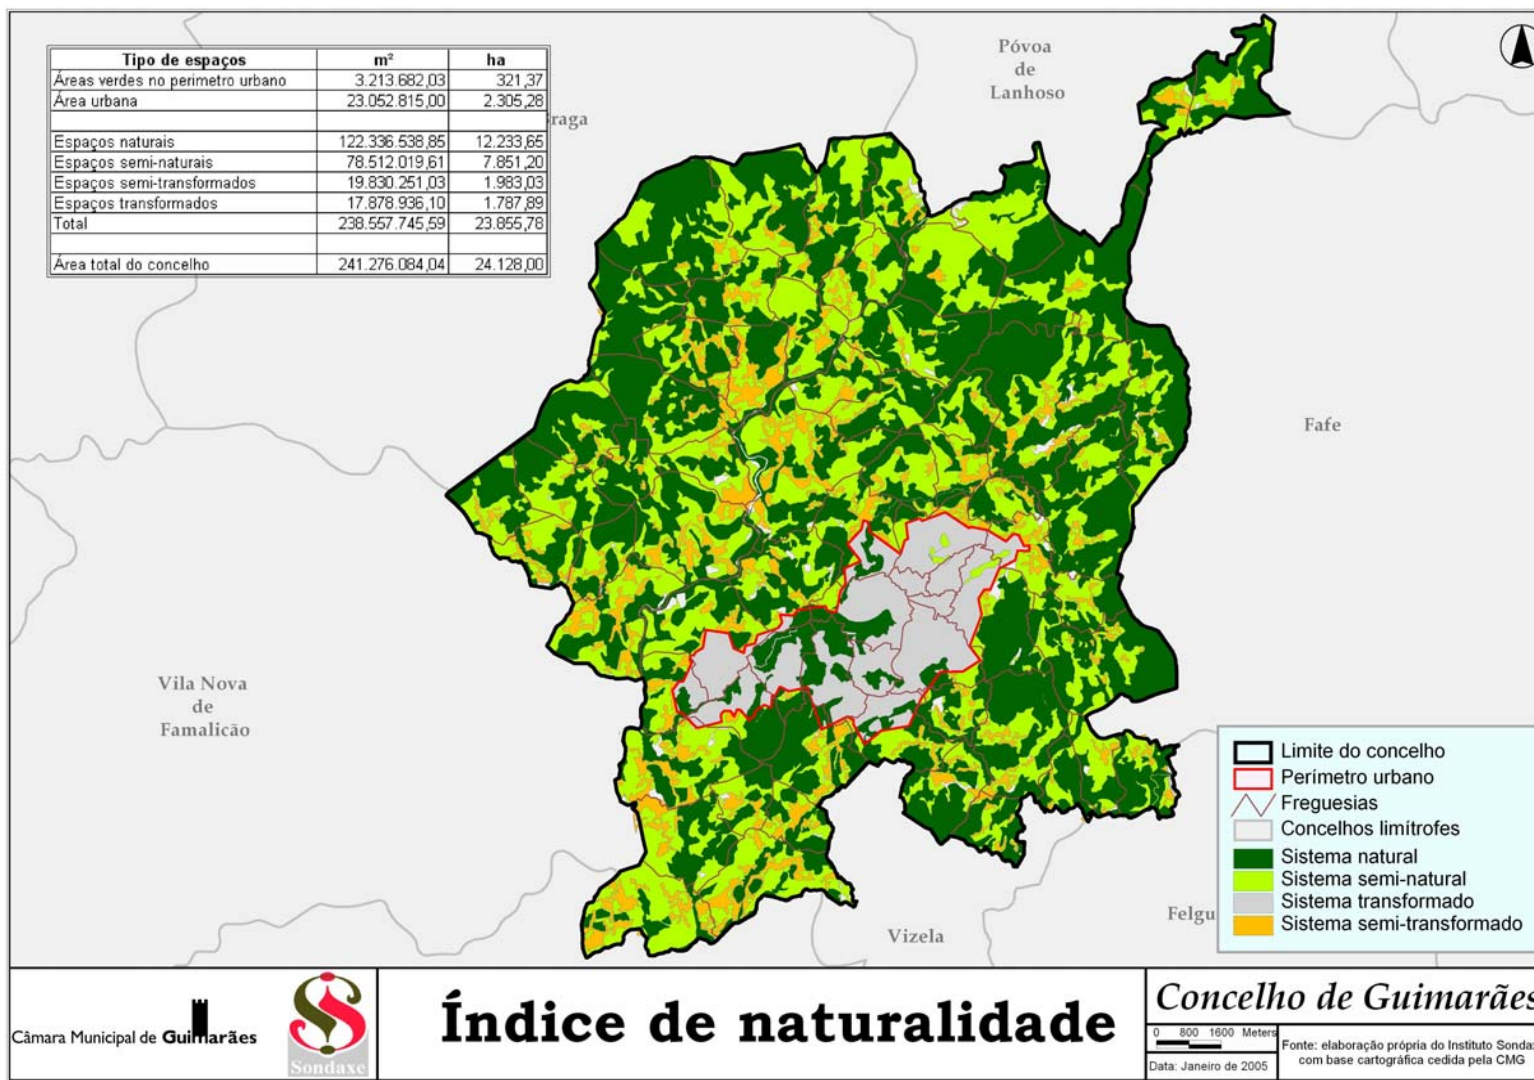 Tipo de espaços m² ha
Áreas verdes no perimetro urbano 3.213.682,03 321,37
Área urbana 23.052.815,00 2.305,28
Espaços naturais 122.336.538,85 12.233,65
Espaços semi-naturais 78.512.019,61 7.851,20
Espaços semi-transformados 19.830.251,03 1.983,03
Espaços transformados 17.878.936,10 1.787,89
Total 238.557.745,59 23.855,78
Área total do concelho 241.276.084,04 24.128,00
raga
Póvoa
de
Lanhoso
Fafe
Vila Nova
de
Famalicão
Vizela
Felgu
Limite do concelho
Perímetro urbano
Freguesias
Concelhos limítrofes
Sistema natural
Sistema semi-natural
Sistema transformado
Sistema semi-transformado
Câmara Municipal de Guimarães
Sondaxe
Índice de naturalidade
Concelho de Guimarães
0 800 1600 Meters
Data: Janeiro de 2005
Fonte: elaboração própria do Instituto Sonda
com base cartográfica cedida pela CMG